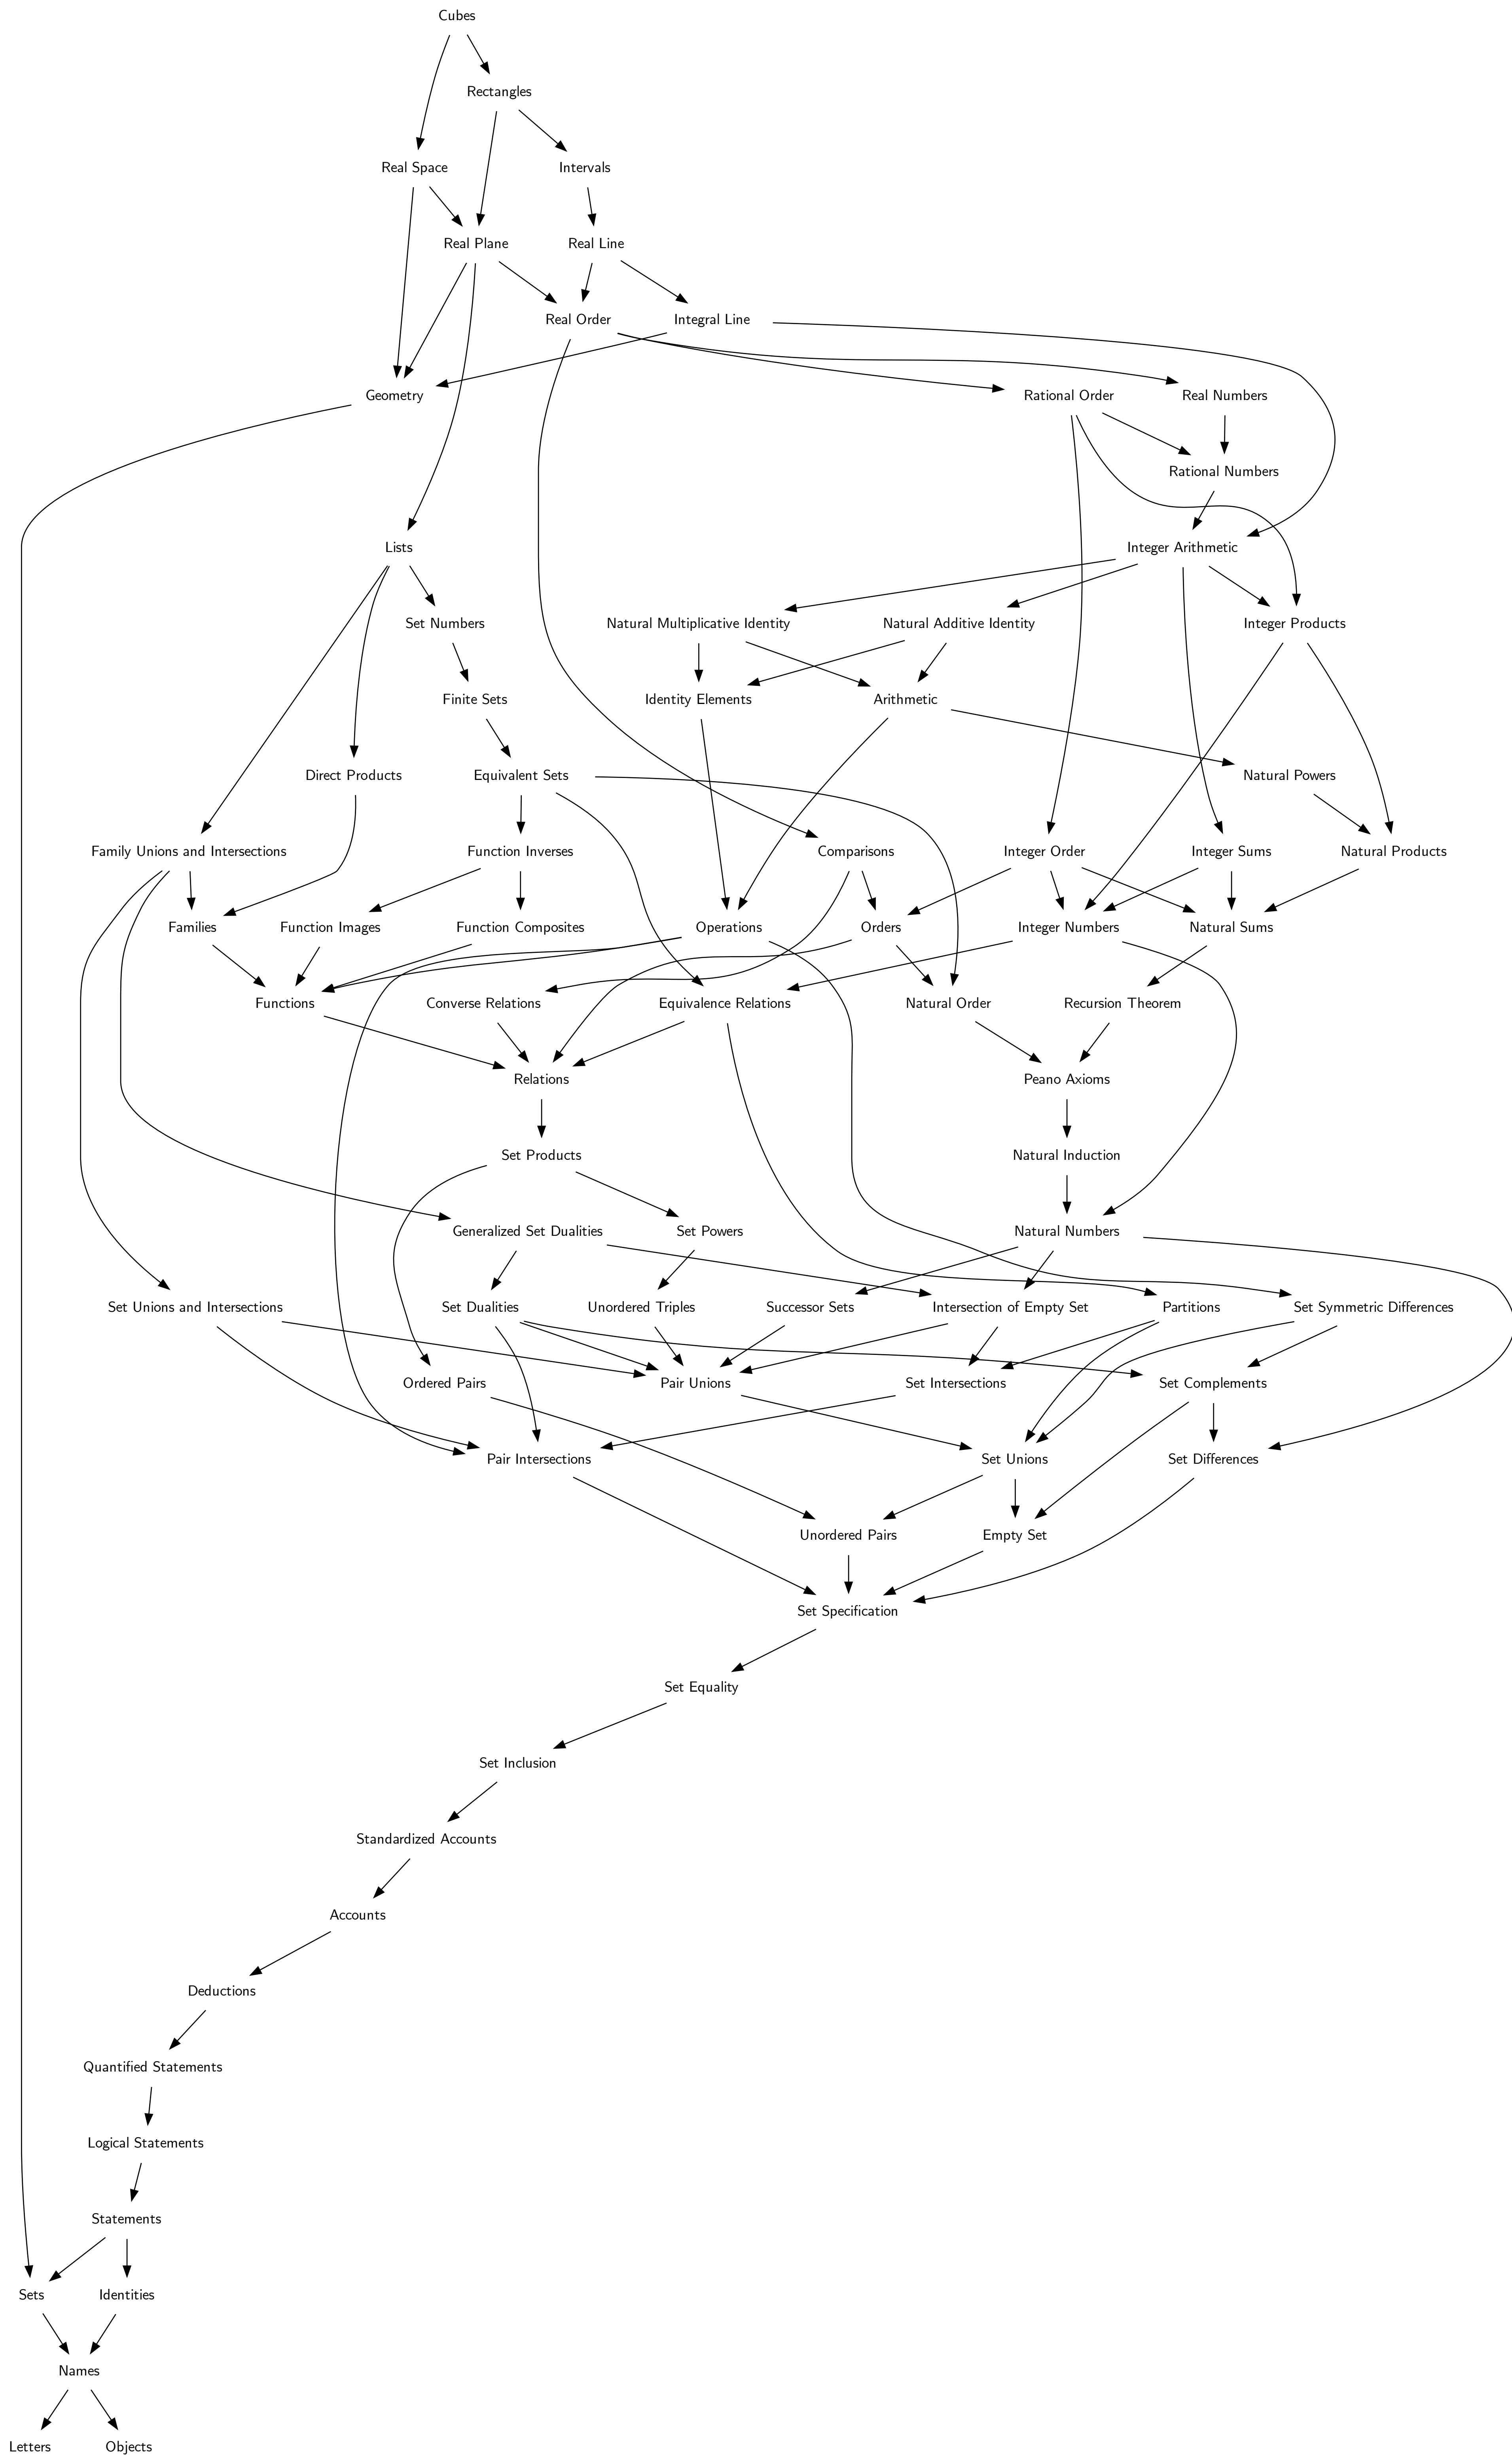 Cubes
Rectangles
Real Space
Intervals
Real Plane
Real Line
Real Order
Integral Line
Geometry
Rational Order
Real Numbers
Rational Numbers
Lists
Integer Arithmetic
Set Numbers
Natural Multiplicative Identity
Natural Additive Identity
Integer Products
Finite Sets
Identity Elements
Arithmetic
Direct Products
Equivalent Sets
Natural Powers
Family Unions and Intersections
Function Inverses
Comparisons
Integer Order
Integer Sums
Natural Products
Families
Function Images
Function Composites
Operations
Orders
Integer Numbers
Natural Sums
Functions
Converse Relations
Equivalence Relations
Natural Order
Recursion Theorem
Relations
Peano Axioms
Set Products
Natural Induction
Generalized Set Dualities
Set Powers
Natural Numbers
Set Unions and Intersections
Set Dualities
Unordered Triples
Successor Sets
Intersection of Empty Set
Partitions
Set Symmetric Differences
Ordered Pairs
Pair Unions
Set Intersections
Set Complements
Pair Intersections
Set Unions
Set Differences
Unordered Pairs
Empty Set
Set Specification
Set Equality
Set Inclusion
Standardized Accounts
Accounts
Deductions
Quantified Statements
Logical Statements
Statements
Sets
Identities
Names
Letters
Objects